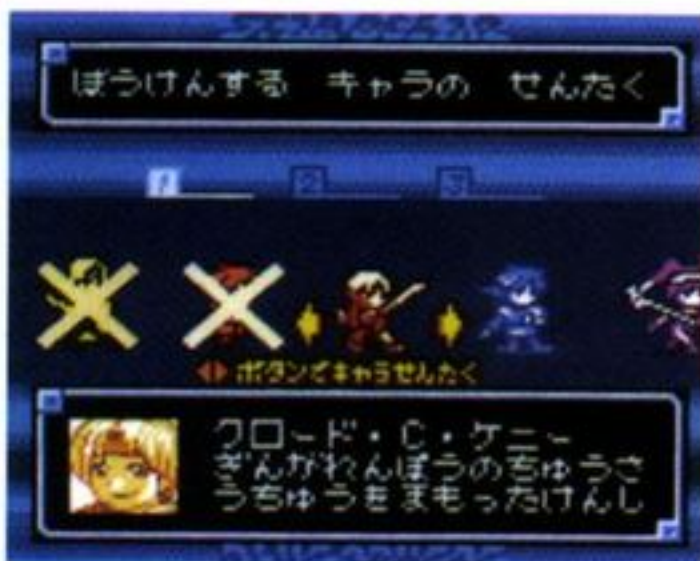 ぼうけんする キャラの せんたく
1 2 3
ボタンでキャラせんたく
クロード・C・ケニー
ぎんがれんぽうのちゅうさ
うちゅうをまもったけんし